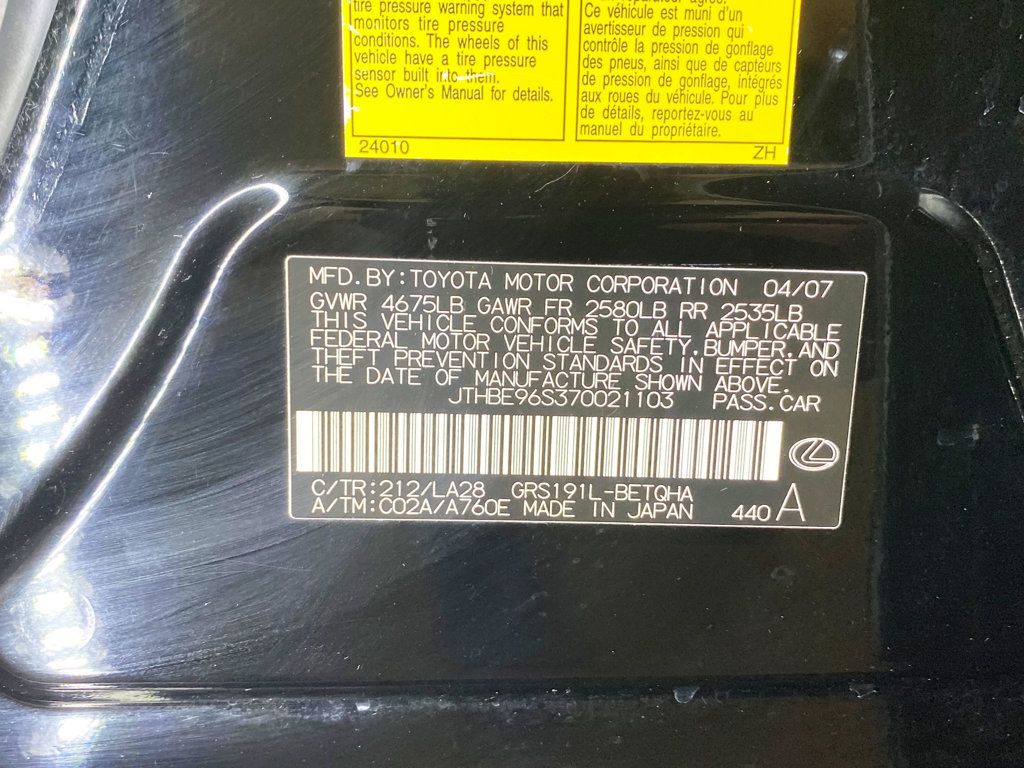 tire pressure warning system that
monitors tire pressure
conditions. The wheels of this
vehicle have a tire pressure
sensor built into them.
See Owner's Manual for details.
Ce véhicule est muni d'un
avertisseur de pression qui
contrôle la pression de gonflage
des pneus, ainsi que de capteurs
de pression de gonflage, intégrés
aux roues du véhicule. Pour plus
de détails, reportez-vous au
manuel du propriétaire.
24010 ZH
MFD.BY:TOYOTA MOTOR CORPORATION 04/07
GVWR 4675LB GAWR FR 2580LB RR 2535LB
THIS VEHICLE CONFORMS TO ALL APPLICABLE
FEDERAL MOTOR VEHICLE SAFETY,BUMPER,AND
THEFT PREVENTION STANDARDS IN EFFECT ON
THE DATE OF MANUFACTURE SHOWN ABOVE.
JTHBE96S370021103 PASS.CAR
C/TR:212/LA28 GRS191L-BETQHA
A/TM:C02A/A760E MADE IN JAPAN 440 A